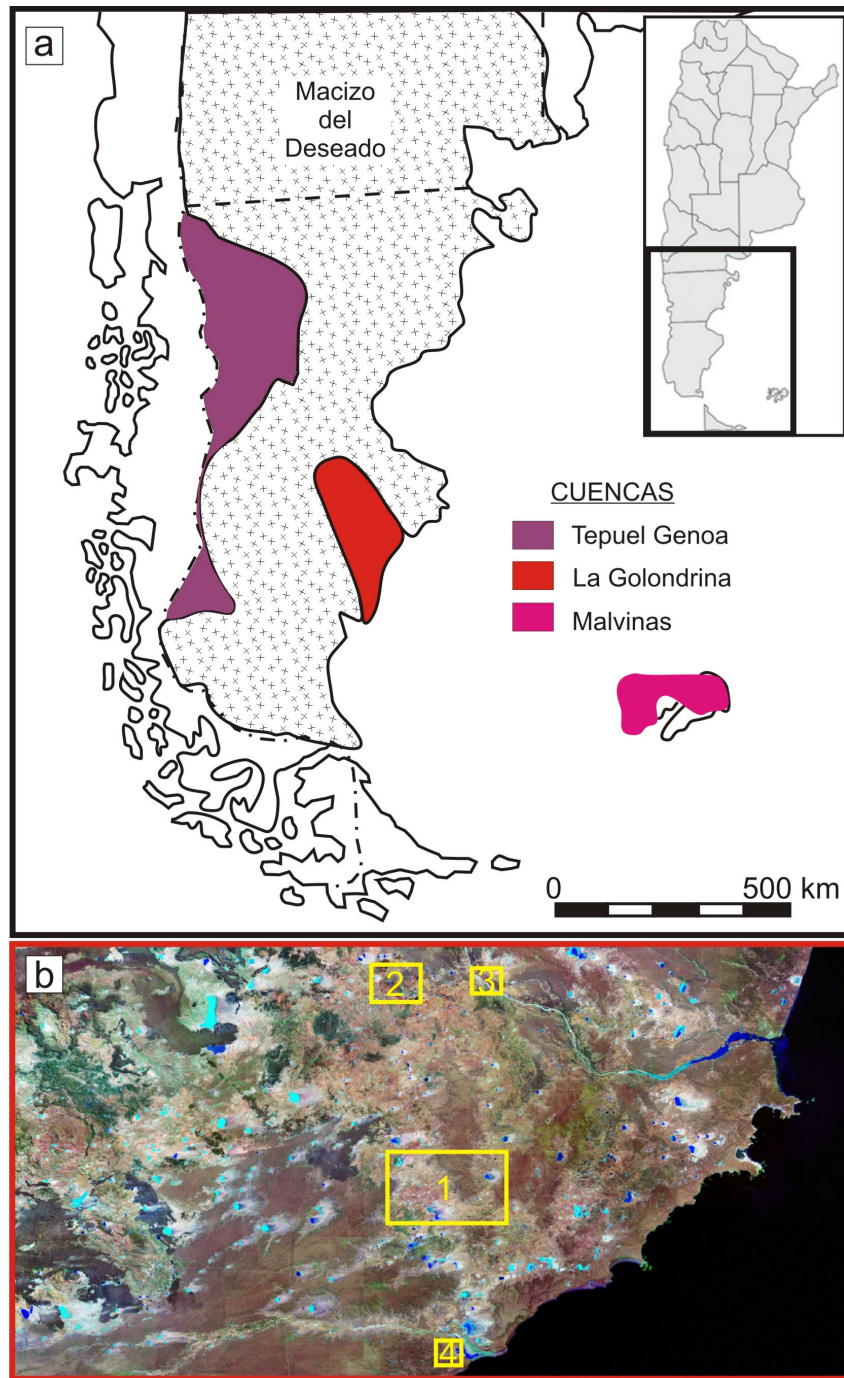 a
Macizo
del
Deseado
CUENCAS
Tepuel Genoa
La Golondrina
Malvinas
0 500 km
b
2
3
1
4